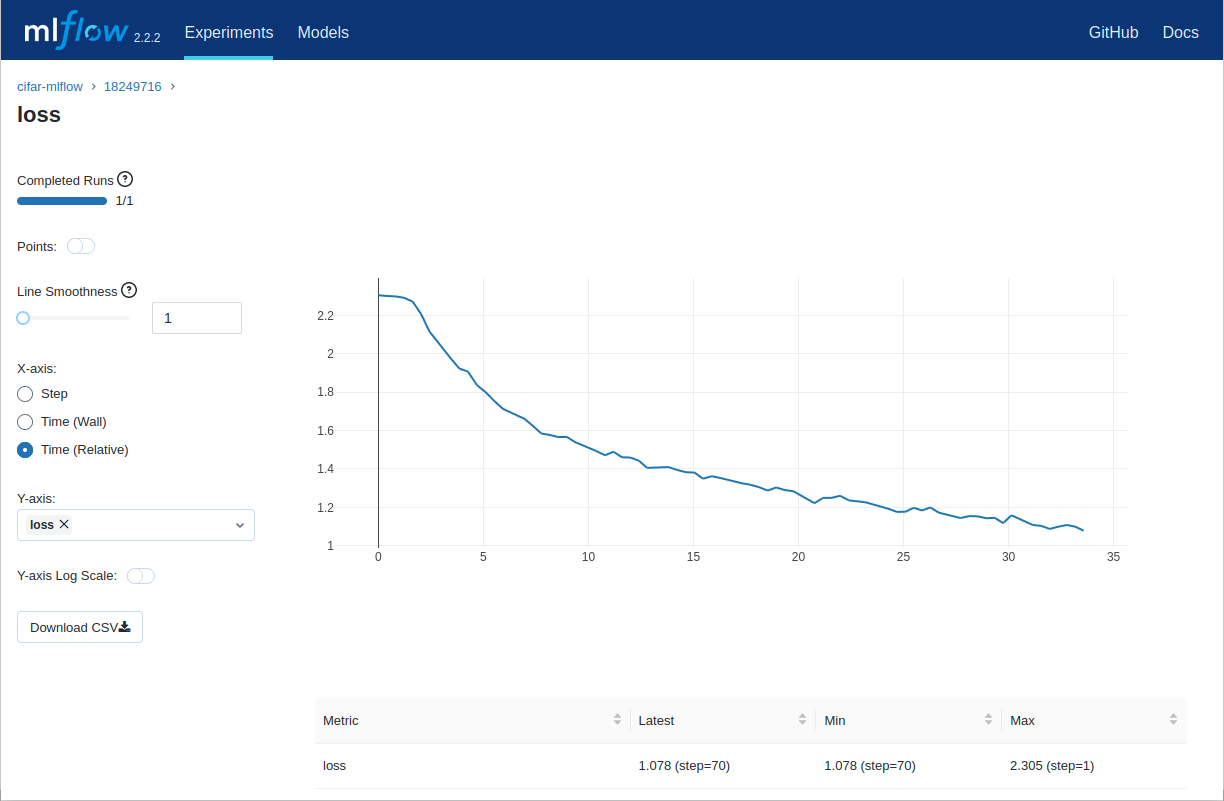 mlflow 2.2.2 Experiments Models GitHub Docs
cifar-mlflow > 18249716 >
loss
Completed Runs ?
1/1
Points:
Line Smoothness ?
1
X-axis:
Step
Time (Wall)
Time (Relative)
Y-axis:
loss ×
Y-axis Log Scale:
Download CSV
2.2
2
1.8
1.6
1.4
1.2
1
0 5 10 15 20 25 30 35
Metric Latest Min Max
loss 1.078 (step=70) 1.078 (step=70) 2.305 (step=1)